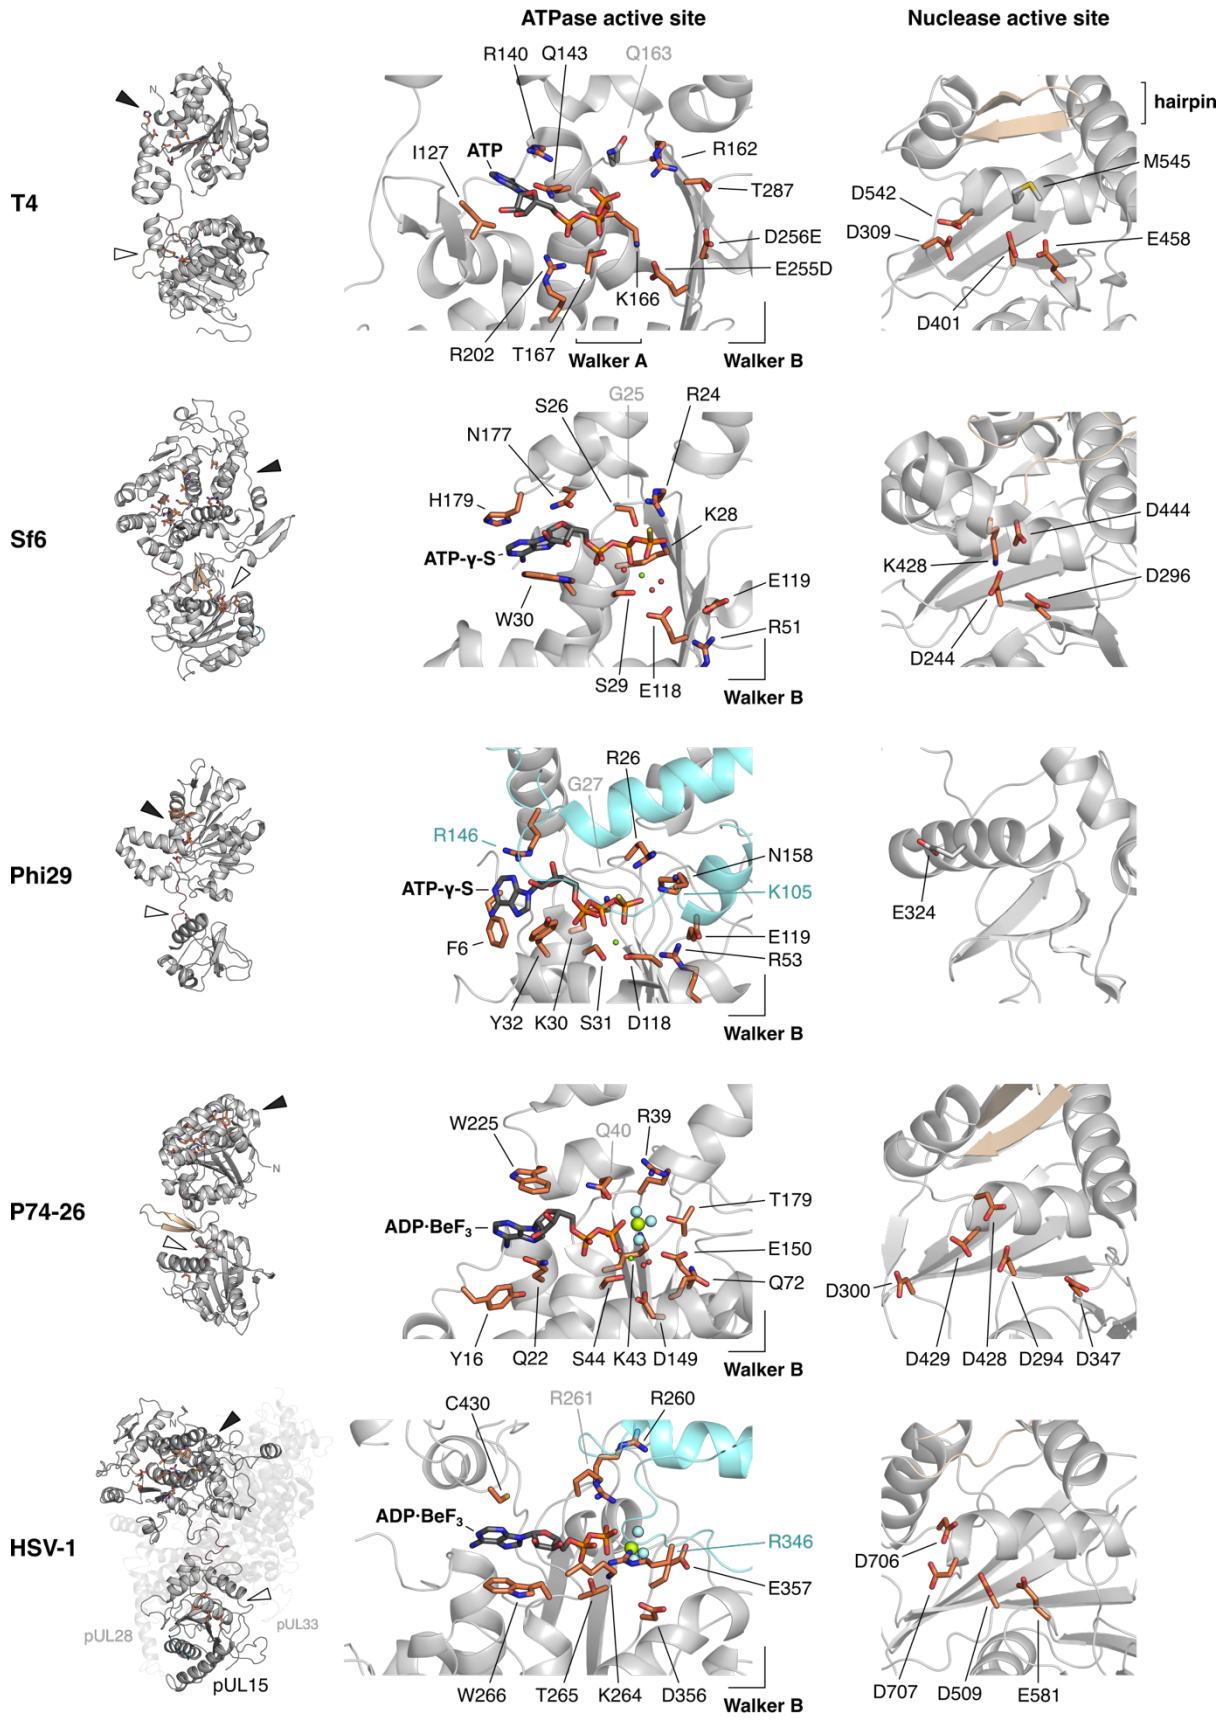 ATPase active site
Nuclease active site
T4
N
R140
Q143
Q163
I127
ATP
R162
T287
D256E
E255D
K166
R202
T167
Walker A
Walker B
hairpin
M545
D542
D309
E458
D401
Sf6
N
S26
G25
R24
N177
H179
K28
ATP-γ-S
E119
W30
R51
S29
E118
Walker B
D444
K428
D296
D244
Phi29
R26
G27
R146
N158
ATP-γ-S
K105
E119
F6
R53
Y32
K30
S31
D118
Walker B
E324
P74-26
N
W225
Q40
R39
T179
ADP·BeF₃
E150
Q72
Y16
Q22
S44
K43
D149
Walker B
D300
D429
D428
D294
D347
HSV-1
N
pUL28
pUL33
pUL15
C430
R261
R260
ADP·BeF₃
R346
E357
W266
T265
K264
D356
Walker B
D706
D707
D509
E581